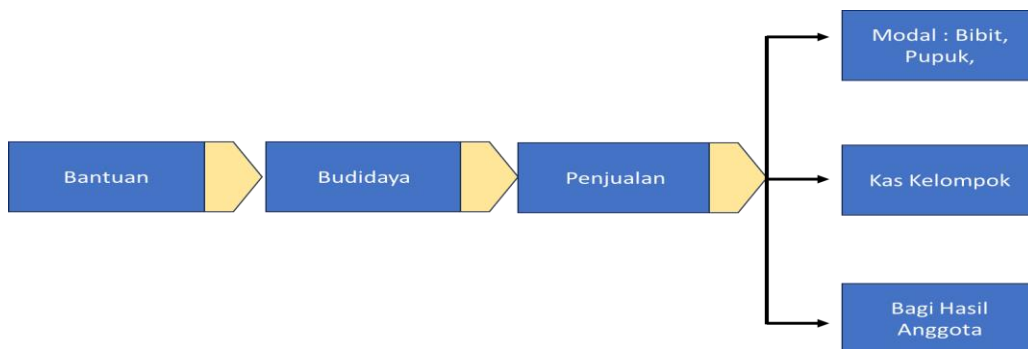 Modal : Bibit,
Pupuk,
Bantuan
Budidaya
Penjualan
Kas Kelompok
Bagi Hasil
Anggota